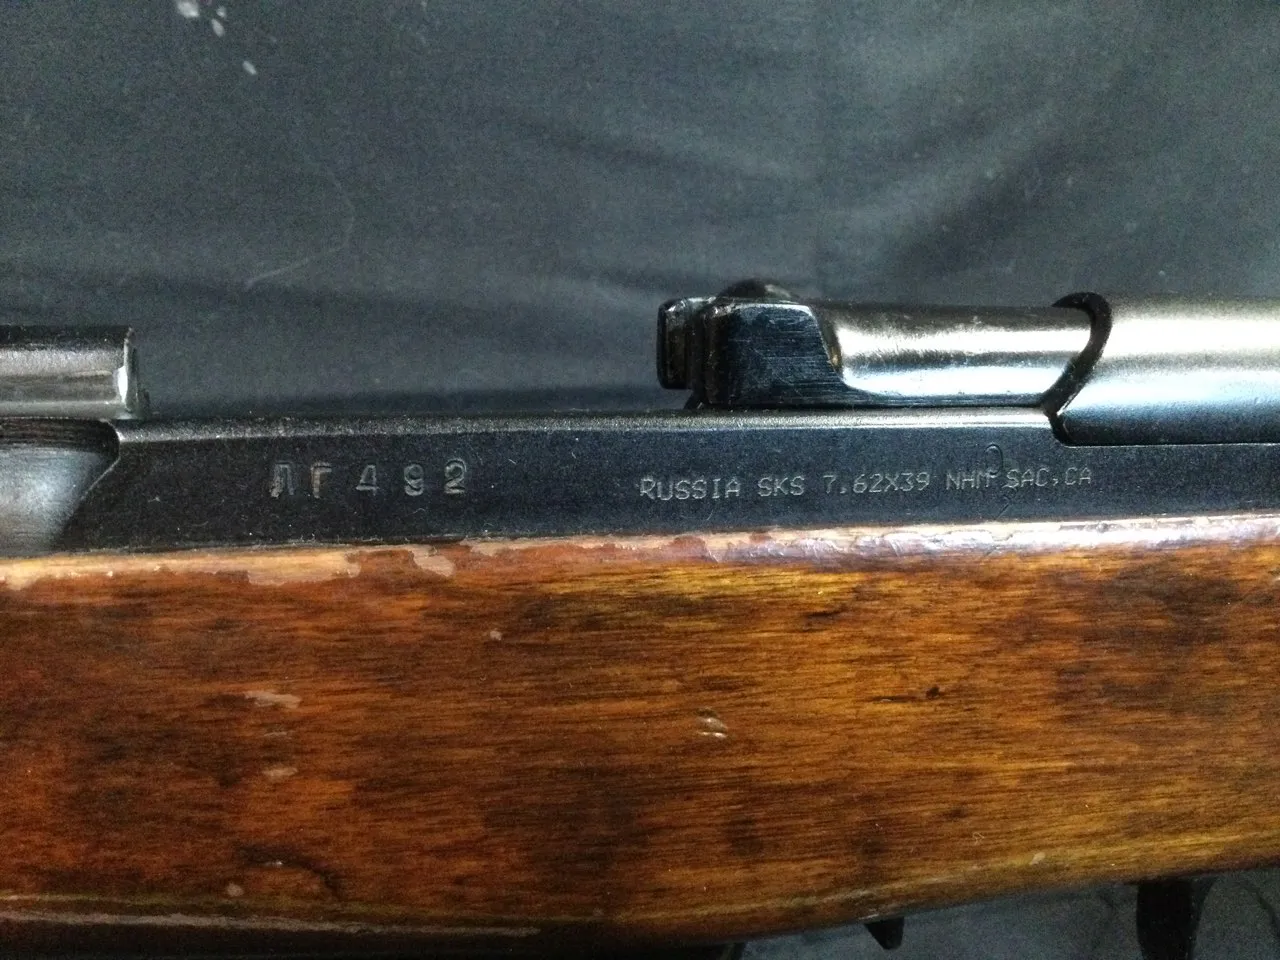 ЛГ492
RUSSIA SKS 7.62X39 NHM SAC,CA